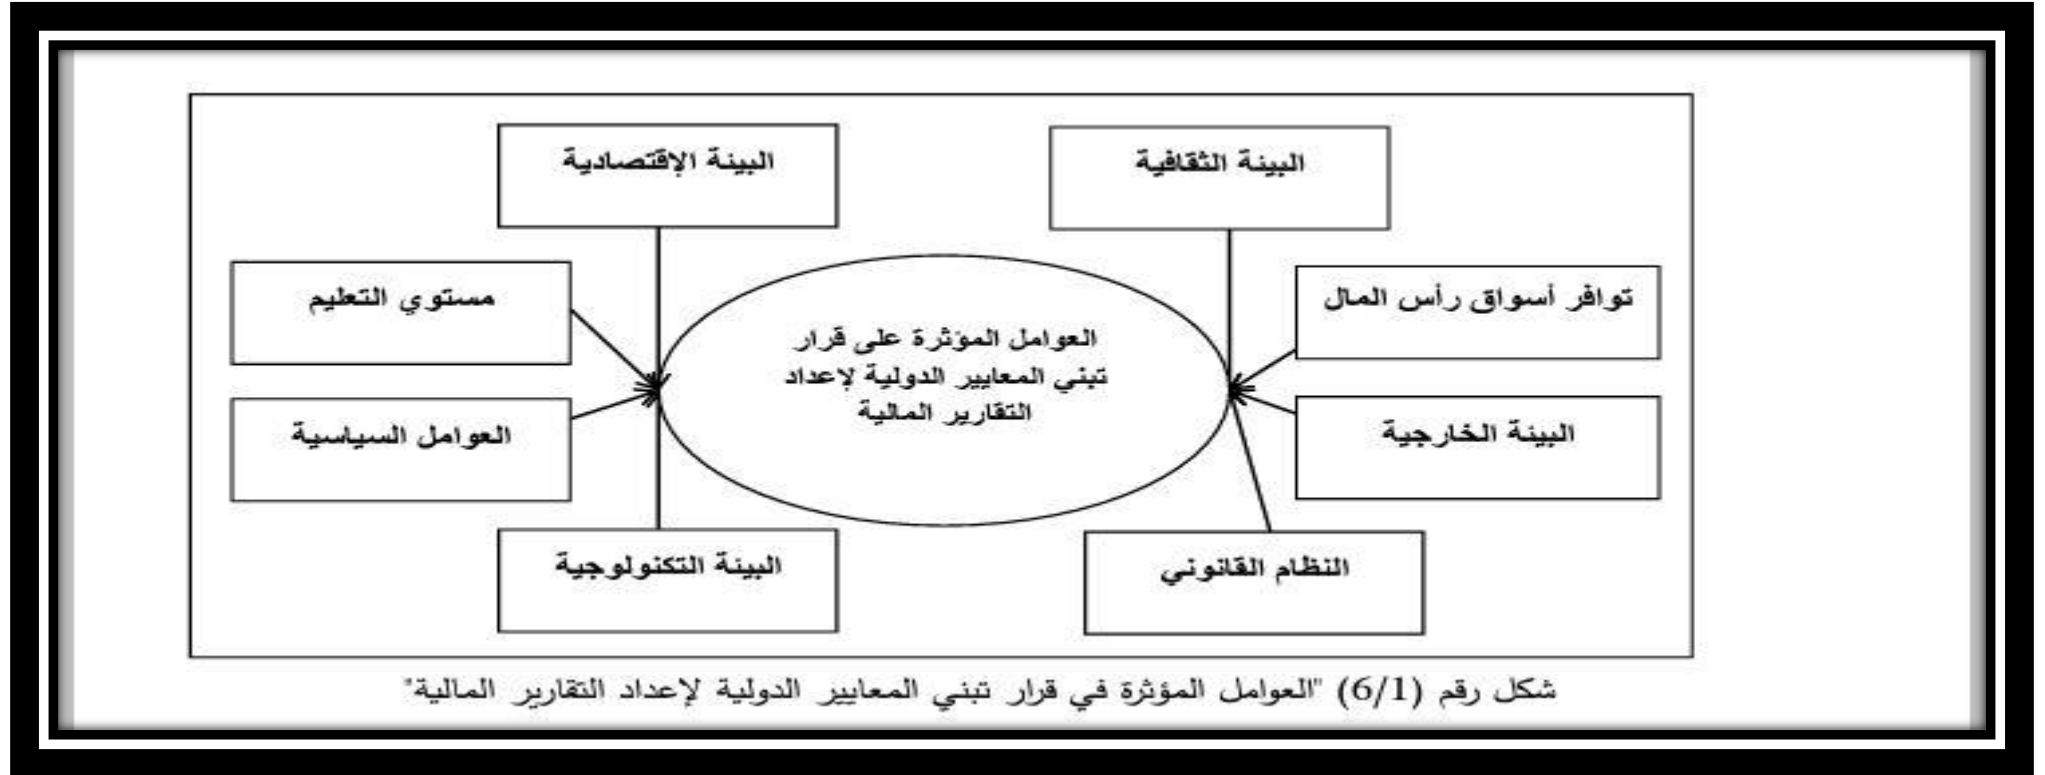 البيئة الثقافية
البيئة الإقتصادية
توافر أسواق رأس المال
مستوي التعليم
العوامل المؤثرة على قرار
تبني المعايير الدولية لإعداد
التقارير المالية
البيئة الخارجية
العوامل السياسية
النظام القانوني
البيئة التكنولوجية
شكل رقم (6/1) "العوامل المؤثرة في قرار تبني المعايير الدولية لإعداد التقارير المالية"